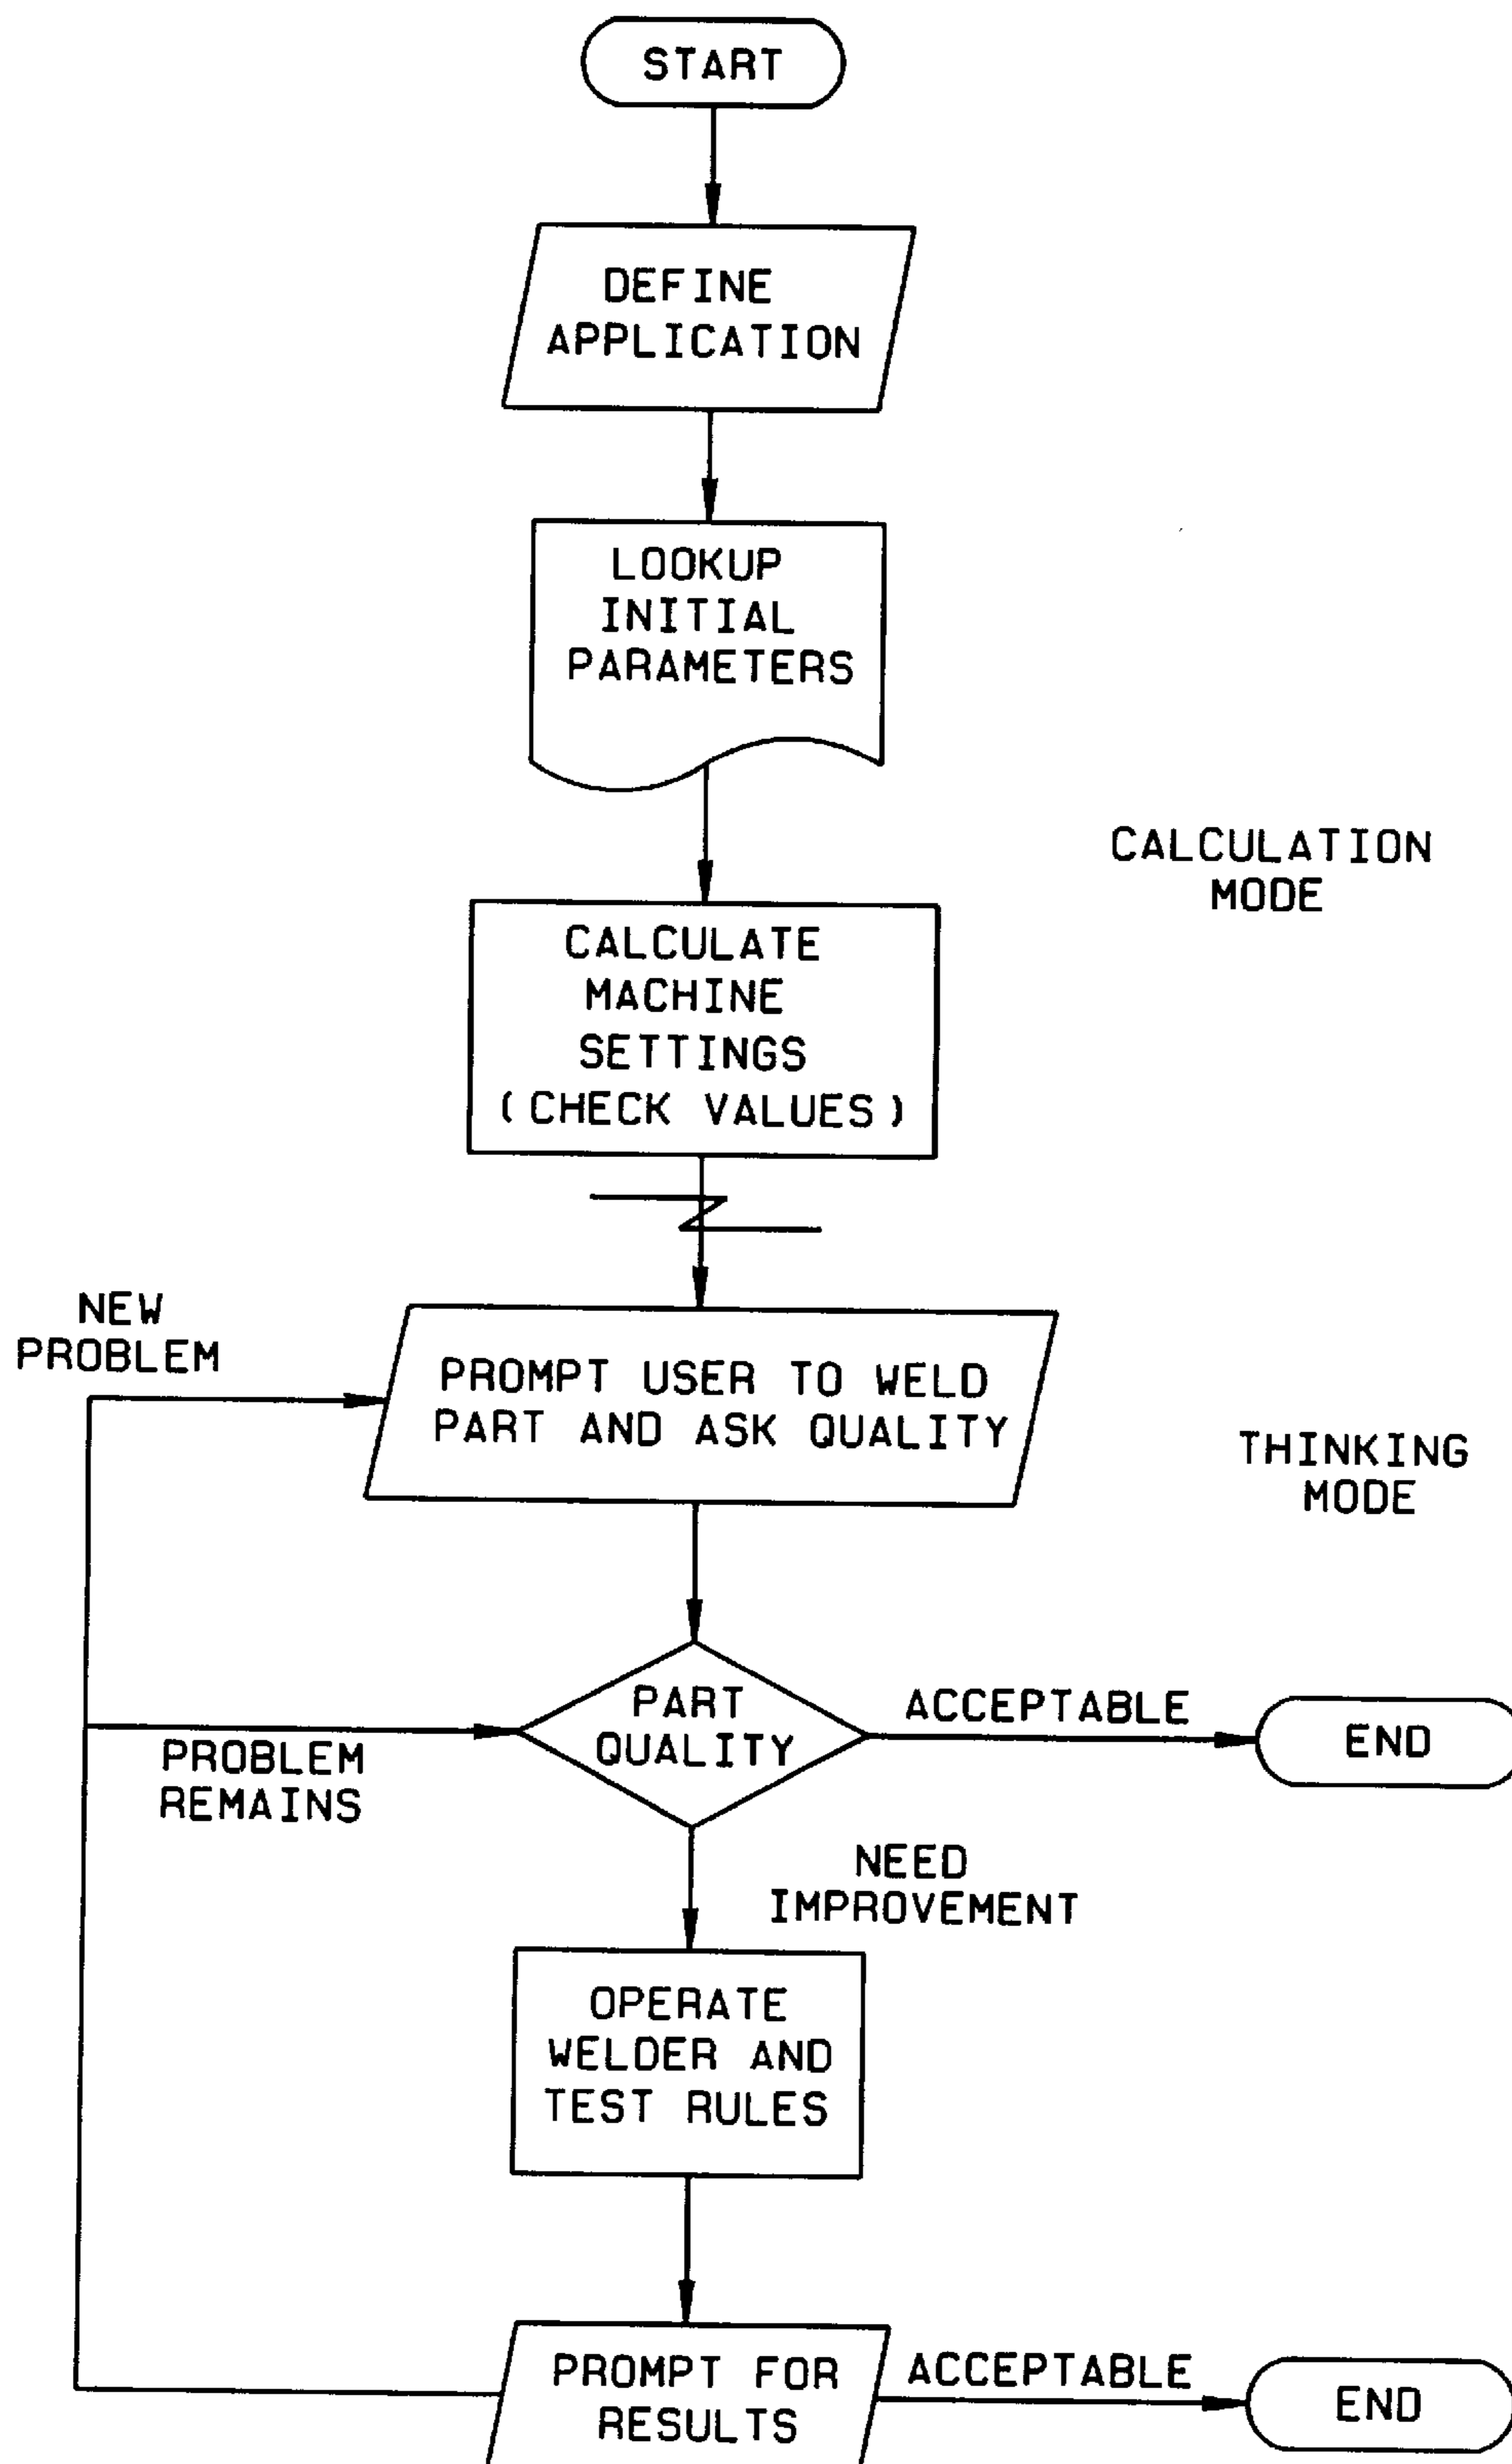 START
DEFINE
APPLICATION
LOOKUP
INITIAL
PARAMETERS
CALCULATION
MODE
CALCULATE
MACHINE
SETTINGS
(CHECK VALUES)
NEW
PROBLEM
PROMPT USER TO WELD
PART AND ASK QUALITY
THINKING
MODE
PART
QUALITY
ACCEPTABLE
END
PROBLEM
REMAINS
NEED
IMPROVEMENT
OPERATE
WELDER AND
TEST RULES
PROMPT FOR
RESULTS
ACCEPTABLE
END